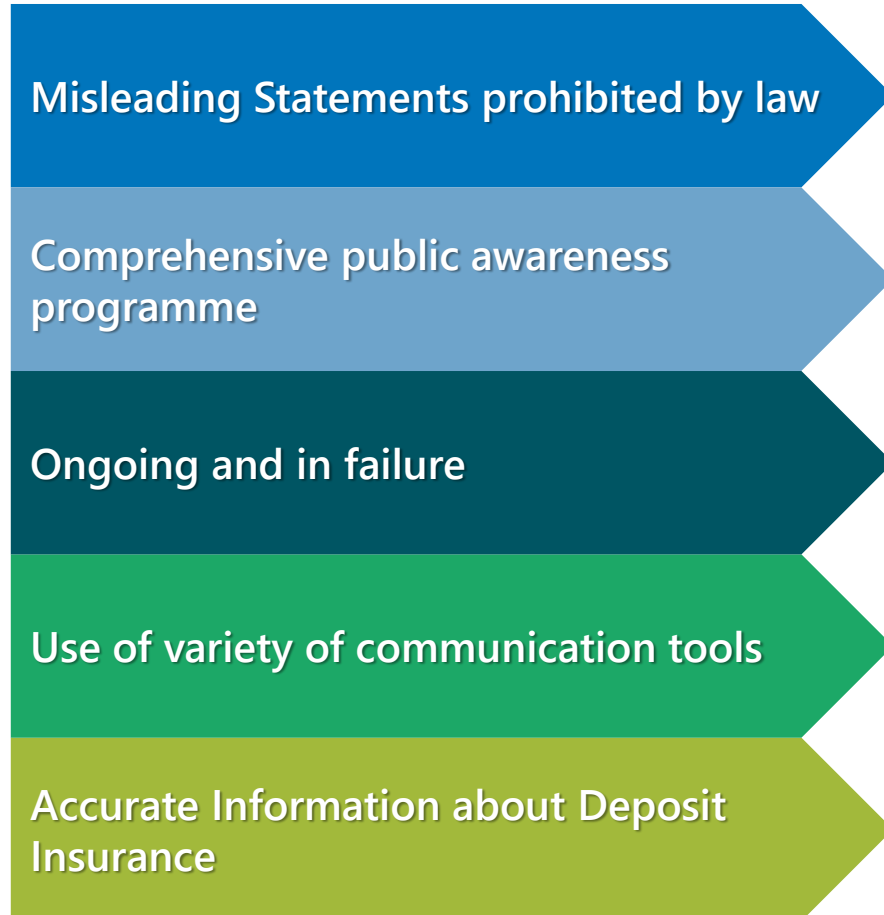 Misleading Statements prohibited by law
Comprehensive public awareness
programme
Ongoing and in failure
Use of variety of communication tools
Accurate Information about Deposit
Insurance